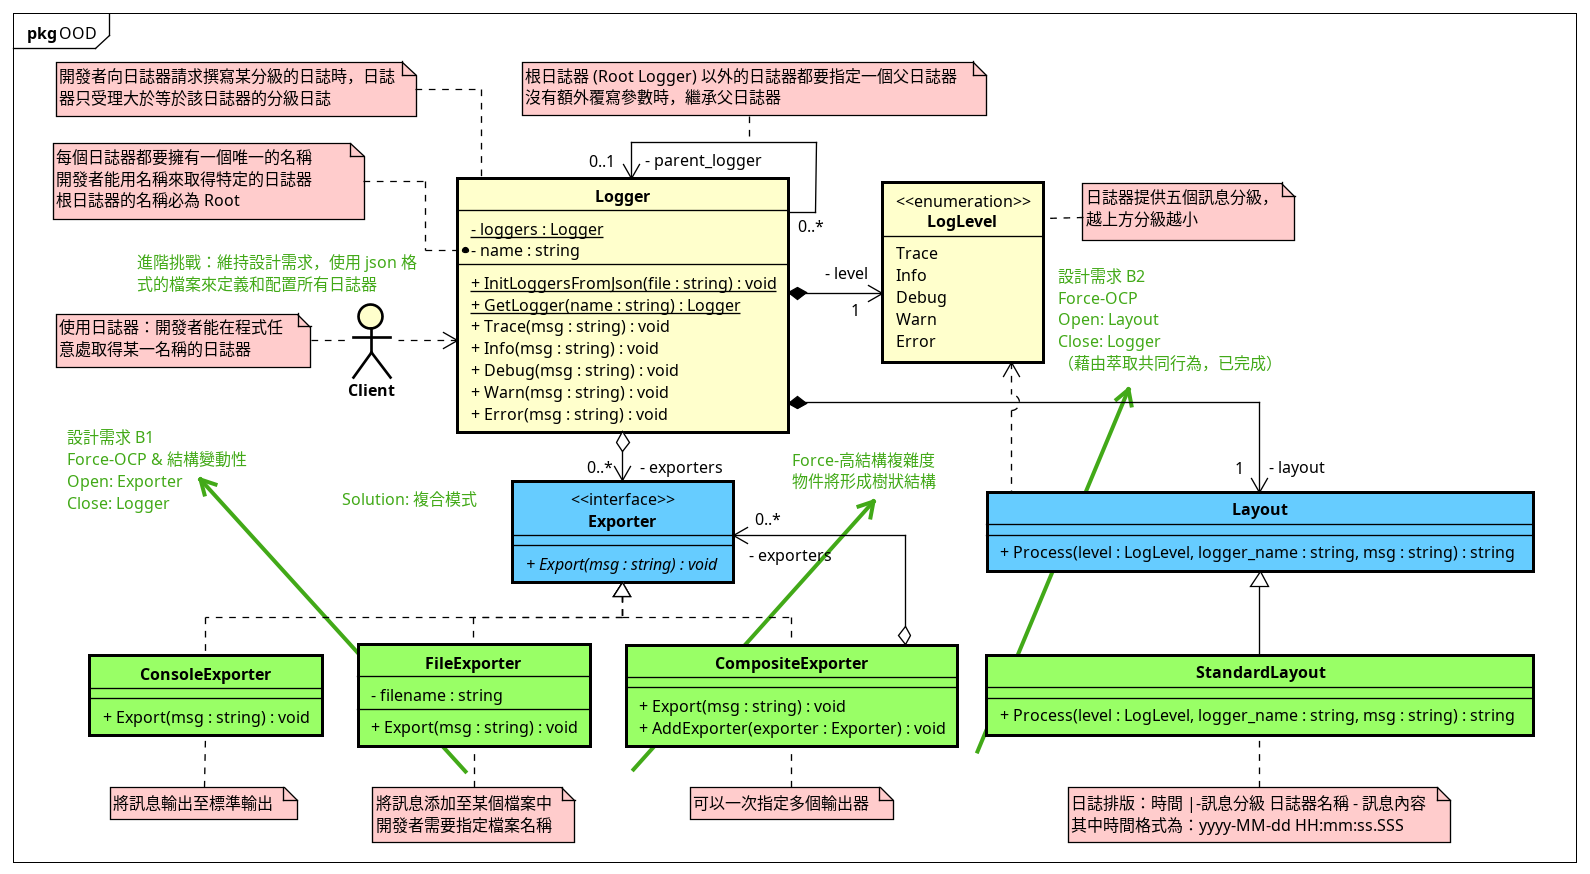 pkg OOD
開發者向日誌器請求撰寫某分級的日誌時，日誌
器只受理大於等於該日誌器的分級日誌
根日誌器 (Root Logger) 以外的日誌器都要指定一個父日誌器
沒有額外覆寫參數時，繼承父日誌器
每個日誌器都要擁有一個唯一的名稱
開發者能用名稱來取得特定的日誌器
根日誌器的名稱必為 Root
0..1
- parent_logger
0..*
Logger
- loggers : Logger
- name : string
+ InitLoggersFromJson(file : string) : void
+ GetLogger(name : string) : Logger
+ Trace(msg : string) : void
+ Info(msg : string) : void
+ Debug(msg : string) : void
+ Warn(msg : string) : void
+ Error(msg : string) : void
- level
1
<<enumeration>>
LogLevel
Trace
Info
Debug
Warn
Error
日誌器提供五個訊息分級，
越上方分級越小
進階挑戰：維持設計需求，使用 json 格
式的檔案來定義和配置所有日誌器
使用日誌器：開發者能在程式任
意處取得某一名稱的日誌器
Client
設計需求 B2
Force-OCP
Open: Layout
Close: Logger
（藉由萃取共同行為，已完成）
設計需求 B1
Force-OCP & 結構變動性
Open: Exporter
Close: Logger
Solution: 複合模式
0..*
- exporters
Force-高結構複雜度
物件將形成樹狀結構
1
- layout
<<interface>>
Exporter
+ Export(msg : string) : void
0..*
- exporters
Layout
+ Process(level : LogLevel, logger_name : string, msg : string) : string
ConsoleExporter
+ Export(msg : string) : void
FileExporter
- filename : string
+ Export(msg : string) : void
CompositeExporter
+ Export(msg : string) : void
+ AddExporter(exporter : Exporter) : void
StandardLayout
+ Process(level : LogLevel, logger_name : string, msg : string) : string
將訊息輸出至標準輸出
將訊息添加至某個檔案中
開發者需要指定檔案名稱
可以一次指定多個輸出器
日誌排版：時間 |-訊息分級 日誌器名稱 - 訊息內容
其中時間格式為：yyyy-MM-dd HH:mm:ss.SSS